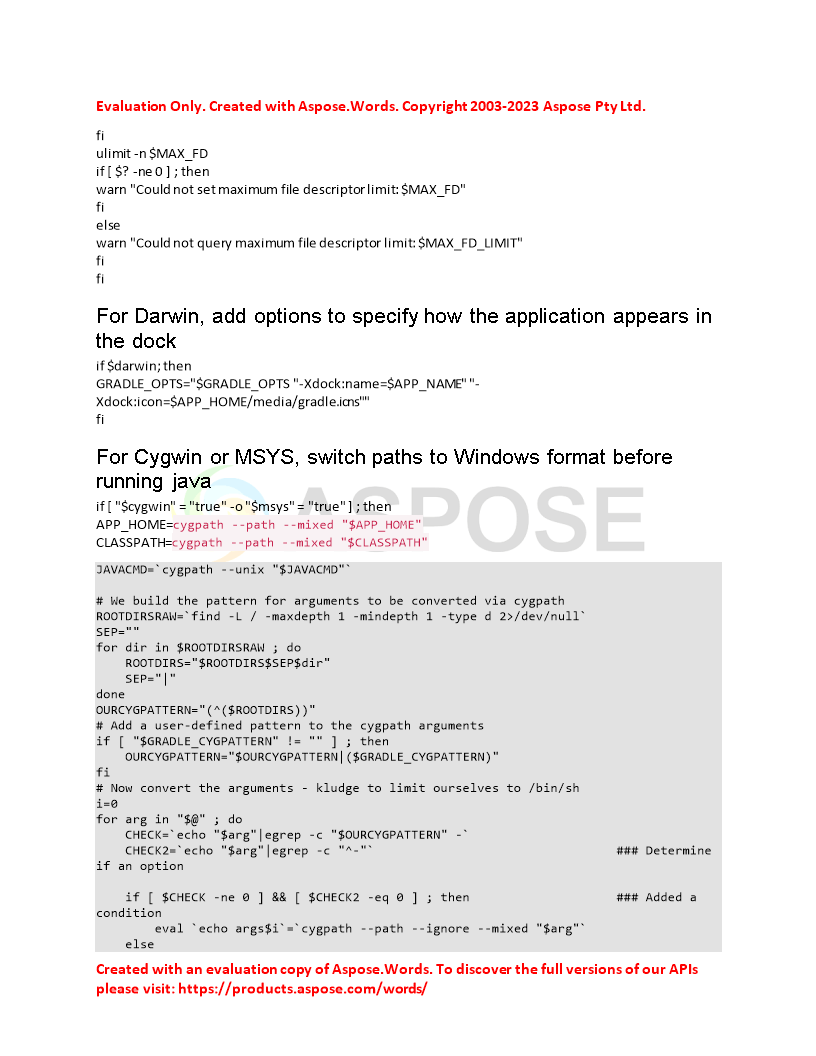 Evaluation Only. Created with Aspose.Words. Copyright 2003-2023 Aspose Pty Ltd.
fi
ulimit -n $MAX_FD
if [ $? -ne 0 ] ; then
warn "Could not set maximum file descriptor limit: $MAX_FD"
fi
else
warn "Could not query maximum file descriptor limit: $MAX_FD_LIMIT"
fi
fi
For Darwin, add options to specify how the application appears in
the dock
if $darwin; then
GRADLE_OPTS="$GRADLE_OPTS "-Xdock:name=$APP_NAME" "-
Xdock:icon=$APP_HOME/media/gradle.icns""
fi
For Cygwin or MSYS, switch paths to Windows format before
running java
if [ "$cygwin" = "true" -o "$msys" = "true" ] ; then
APP_HOME=cygpath --path --mixed "$APP_HOME"
CLASSPATH=cygpath --path --mixed "$CLASSPATH"
ASPOSE
JAVACMD=`cygpath --unix "$JAVACMD"`
# We build the pattern for arguments to be converted via cygpath
ROOTDIRSRAW=`find -L / -maxdepth 1 -mindepth 1 -type d 2>/dev/null`
SEP=""
for dir in $ROOTDIRSRAW ; do
    ROOTDIRS="$ROOTDIRS$SEP$dir"
    SEP="|"
done
OURCYGPATTERN="(^($ROOTDIRS))"
# Add a user-defined pattern to the cygpath arguments
if [ "$GRADLE_CYGPATTERN" != "" ] ; then
    OURCYGPATTERN="$OURCYGPATTERN|($GRADLE_CYGPATTERN)"
fi
# Now convert the arguments - kludge to limit ourselves to /bin/sh
i=0
for arg in "$@" ; do
    CHECK=`echo "$arg"|egrep -c "$OURCYGPATTERN" -`
    CHECK2=`echo "$arg"|egrep -c "^-"`                                 ### Determine
if an option
    if [ $CHECK -ne 0 ] && [ $CHECK2 -eq 0 ] ; then                    ### Added a
condition
        eval `echo args$i`=`cygpath --path --ignore --mixed "$arg"`
    else
Created with an evaluation copy of Aspose.Words. To discover the full versions of our APIs
please visit: https://products.aspose.com/words/